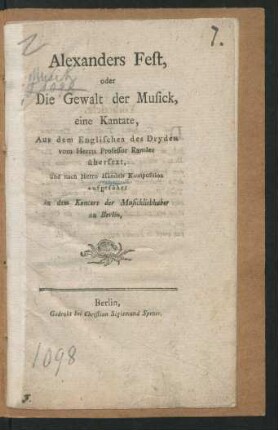 7.
Alexanders Fest,
oder
Die Gewalt der Musick,
eine Kantate,
Aus dem Englischen des Dryden
vom Herrn Professor Ramler
übersetzt,
und nach Herrn Händels Komposition
aufgeführt
in dem Koncert der Musickliebhaber
zu Berlin,
Berlin,
Gedrukt bei Christian Sigismund Spener.
1098